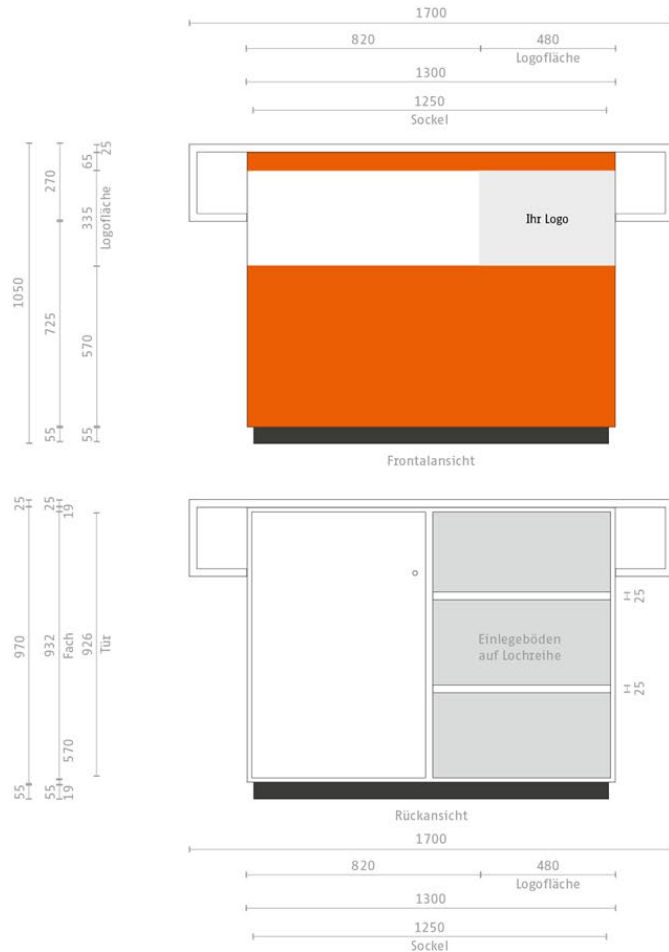 1700
820
480
Logofläche
1300
1250
Sockel
1050
270
725
55
65
25
335
Logofläche
570
55
Ihr Logo
Frontalansicht
25
970
55
25
19
932
Fach
570
55
19
926
Tür
25
Einlegeböden
auf Lochreihe
25
Rückansicht
1700
820
480
Logofläche
1300
1250
Sockel